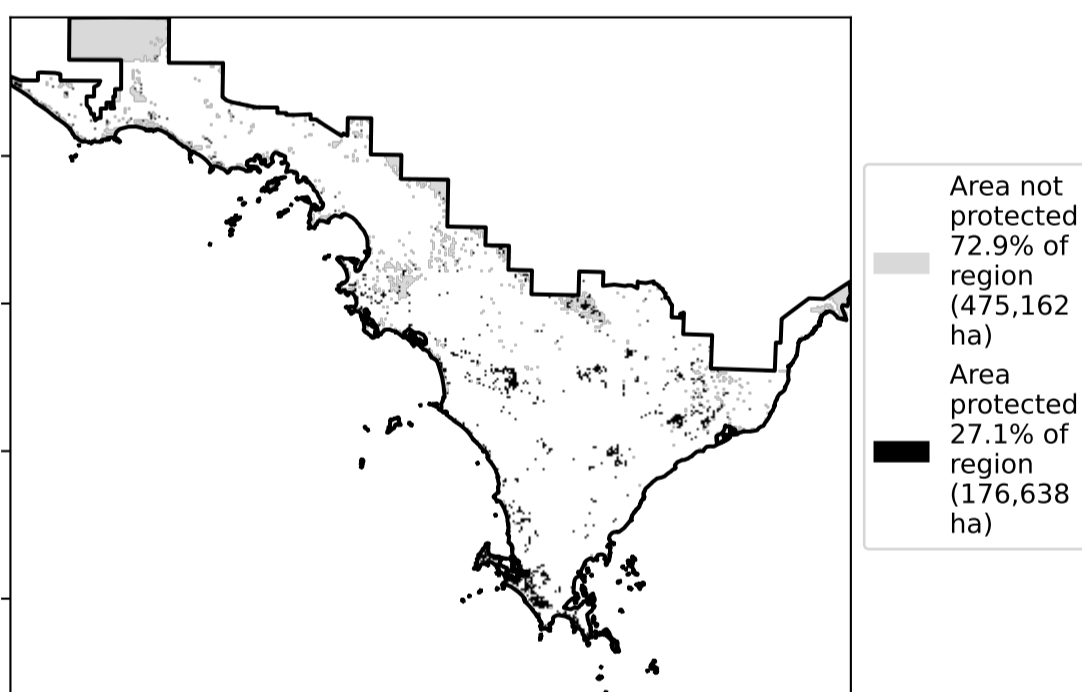 Area not
protected
72.9% of
region
(475,162
ha)
Area
protected
27.1% of
region
(176,638
ha)